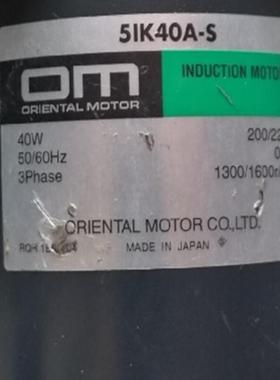 5IK40A-S
OM
ORIENTAL MOTOR
INDUCTION MOTO
40W
200/22
50/60Hz
3Phase
1300/1600r
ORIENTAL MOTOR CO.,LTD.
MADE IN JAPAN